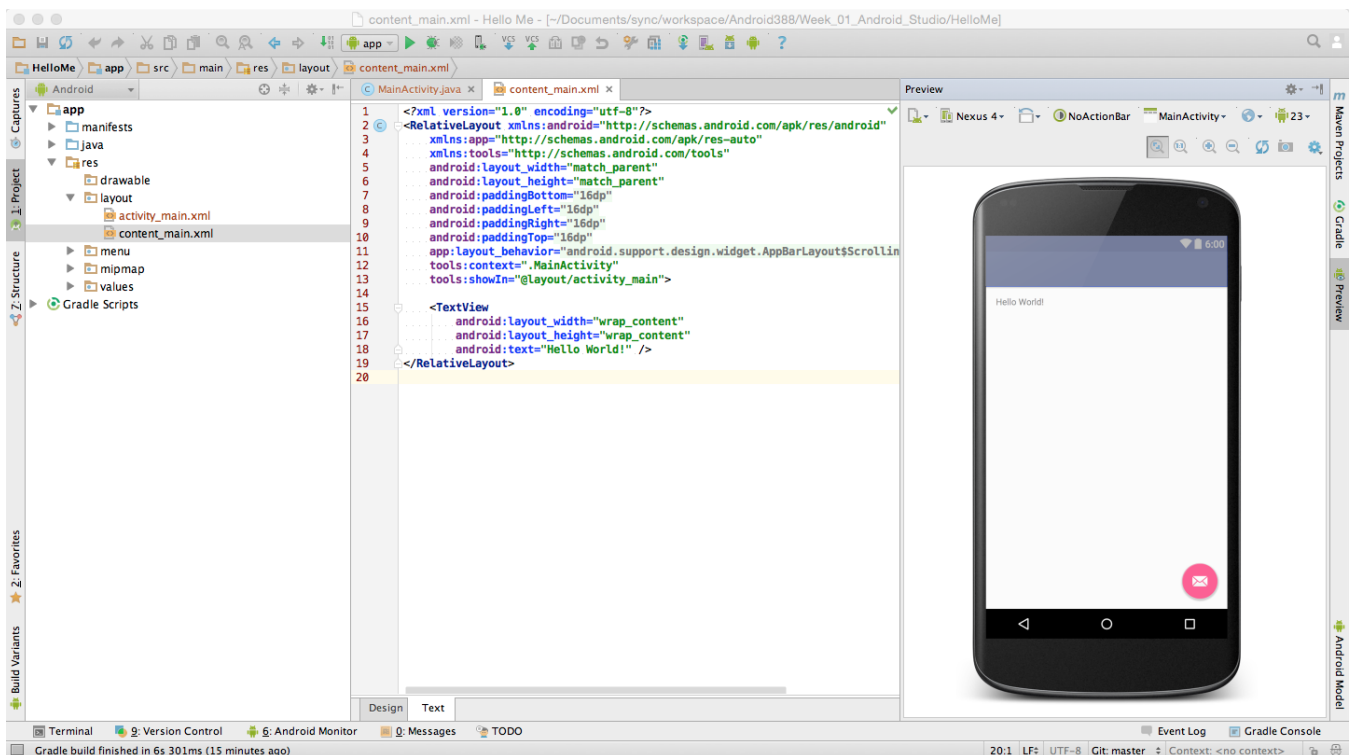 content_main.xml - Hello Me - [~/Documents/sync/workspace/Android388/Week_01_Android_Studio/HelloMe]
app
VCS VCS
?
HelloMe app src main res layout content_main.xml
Captures
1: Project
Z: Structure
2: Favorites
Build Variants
Android
app
manifests
java
res
drawable
layout
activity_main.xml
content_main.xml
menu
mipmap
values
Gradle Scripts
MainActivity.java × content_main.xml ×
1 <?xml version="1.0" encoding="utf-8"?>
2 <RelativeLayout xmlns:android="http://schemas.android.com/apk/res/android"
3 xmlns:app="http://schemas.android.com/apk/res-auto"
4 xmlns:tools="http://schemas.android.com/tools"
5 android:layout_width="match_parent"
6 android:layout_height="match_parent"
7 android:paddingBottom="16dp"
8 android:paddingLeft="16dp"
9 android:paddingRight="16dp"
10 android:paddingTop="16dp"
11 app:layout_behavior="android.support.design.widget.AppBarLayout$Scrollin
12 tools:context=".MainActivity"
13 tools:showIn="@layout/activity_main">
14
15 <TextView
16 android:layout_width="wrap_content"
17 android:layout_height="wrap_content"
18 android:text="Hello World!" />
19 </RelativeLayout>
20
Design Text
Preview
Nexus 4 NoActionBar MainActivity 23
6:00
Hello World!
m Maven Projects
Gradle
Preview
Android Model
Terminal 9: Version Control 6: Android Monitor 0: Messages TODO Event Log Gradle Console
Gradle build finished in 6s 301ms (15 minutes ago) 20:1 LF UTF-8 Git: master Context: <no context>